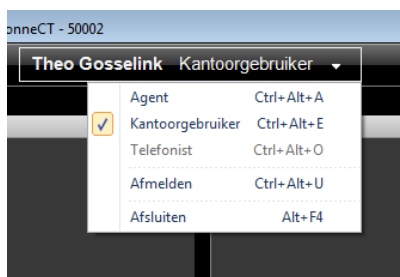 onneCT - 50002
Theo Gosselink Kantoorgebruiker
Agent Ctrl+Alt+A
Kantoorgebruiker Ctrl+Alt+E
Telefonist Ctrl+Alt+O
Afmelden Ctrl+Alt+U
Afsluiten Alt+F4